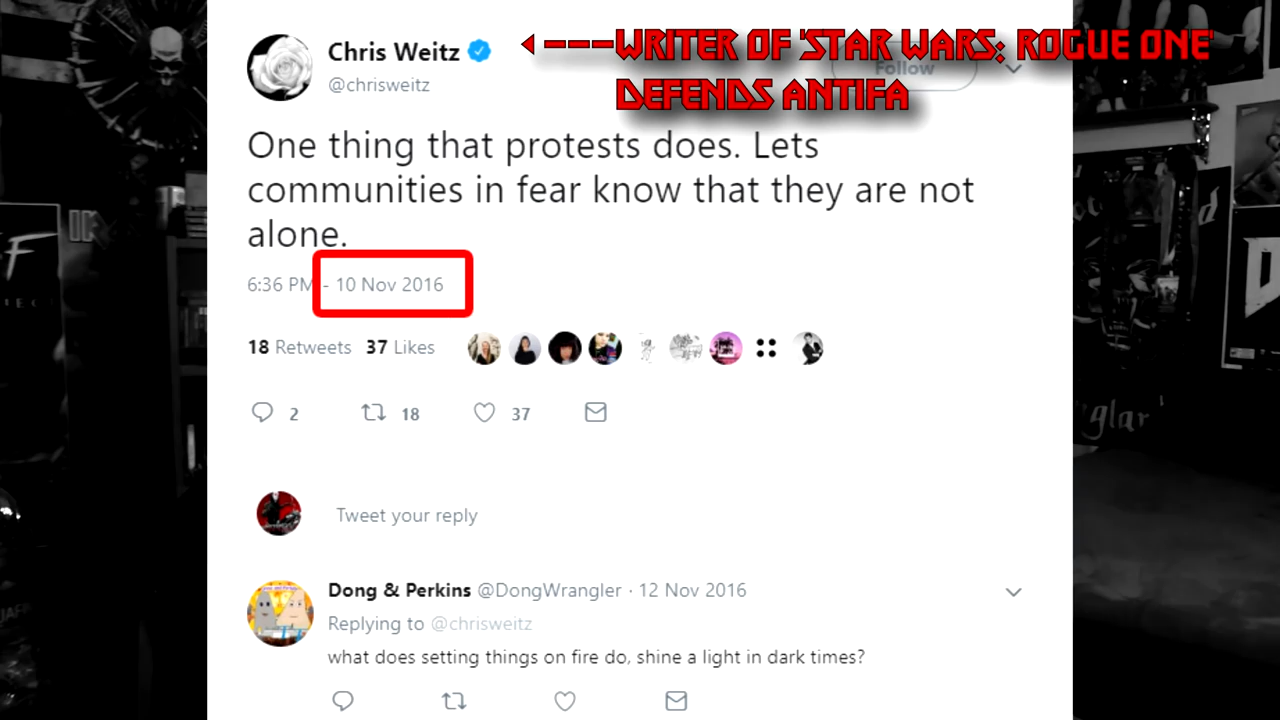 Chris Weitz
@chrisweitz
◄---WRITER OF 'STAR WARS: ROGUE ONE'
DEFENDS ANTIFA
Follow
One thing that protests does. Lets
communities in fear know that they are not
alone.
6:36 PM - 10 Nov 2016
18 Retweets 37 Likes
2 18 37
Tweet your reply
Dong & Perkins @DongWrangler · 12 Nov 2016
Replying to @chrisweitz
what does setting things on fire do, shine a light in dark times?